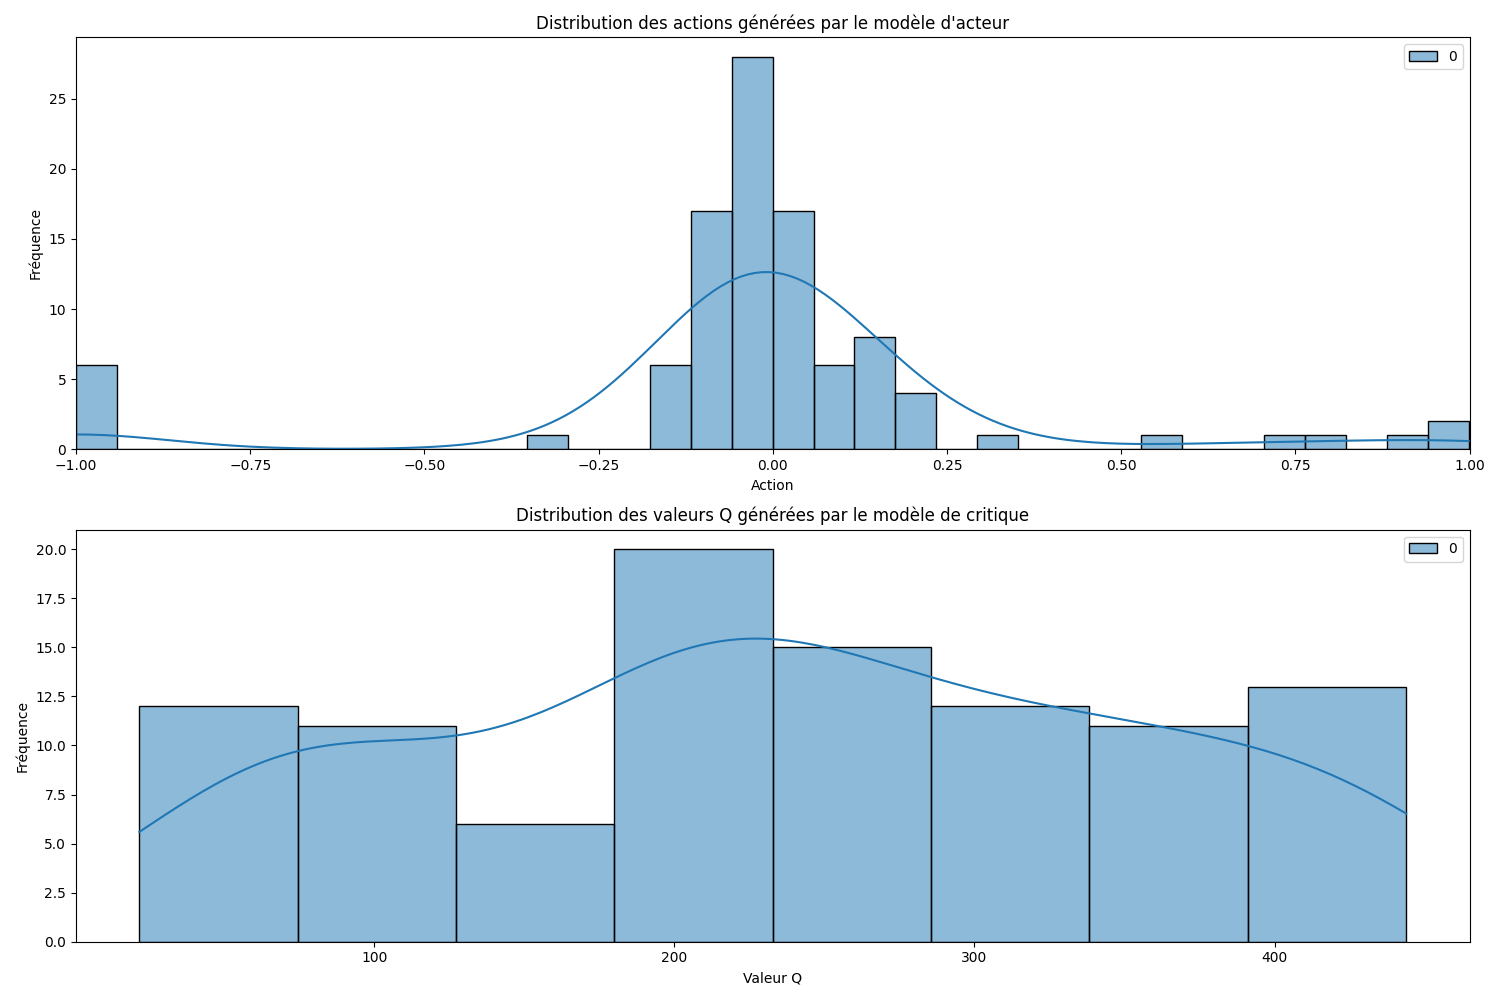 Distribution des actions générées par le modèle d'acteur
0
25
20
15
10
5
0
Fréquence
−1.00 −0.75 −0.50 −0.25 0.00 0.25 0.50 0.75 1.00
Action
Distribution des valeurs Q générées par le modèle de critique
0
20.0
17.5
15.0
12.5
10.0
7.5
5.0
2.5
0.0
Fréquence
100 200 300 400
Valeur Q